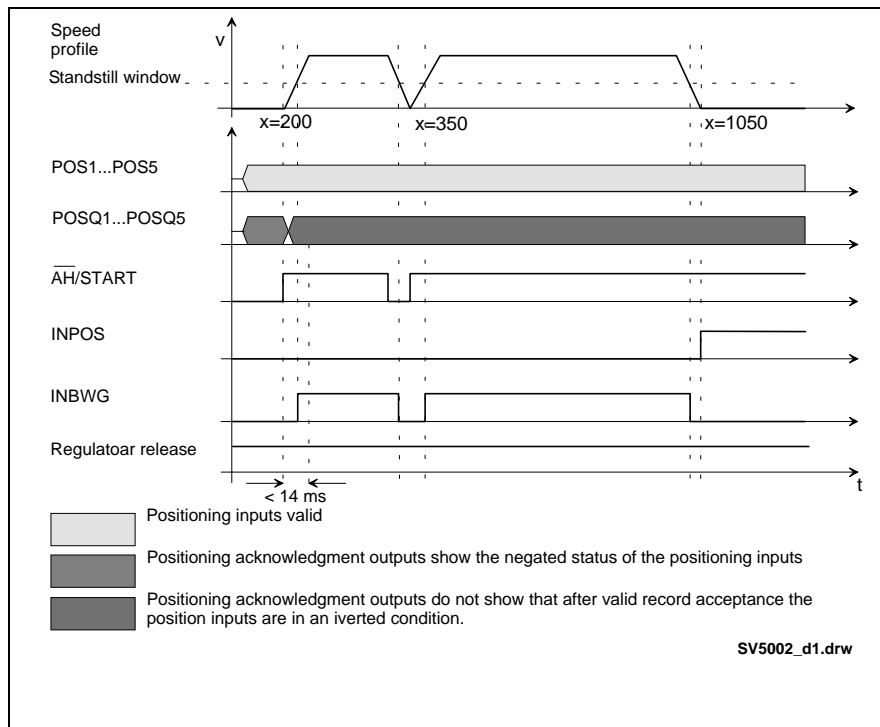 Speed
profile
v
Standstill window
x=200
x=350
x=1050
POS1...POS5
POSQ1...POSQ5
A̅H̅/START
INPOS
INBWG
Regulatoar release
t
< 14 ms
Positioning inputs valid
Positioning acknowledgment outputs show the negated status of the positioning inputs
Positioning acknowledgment outputs do not show that after valid record acceptance the
position inputs are in an iverted condition.
SV5002_d1.drw